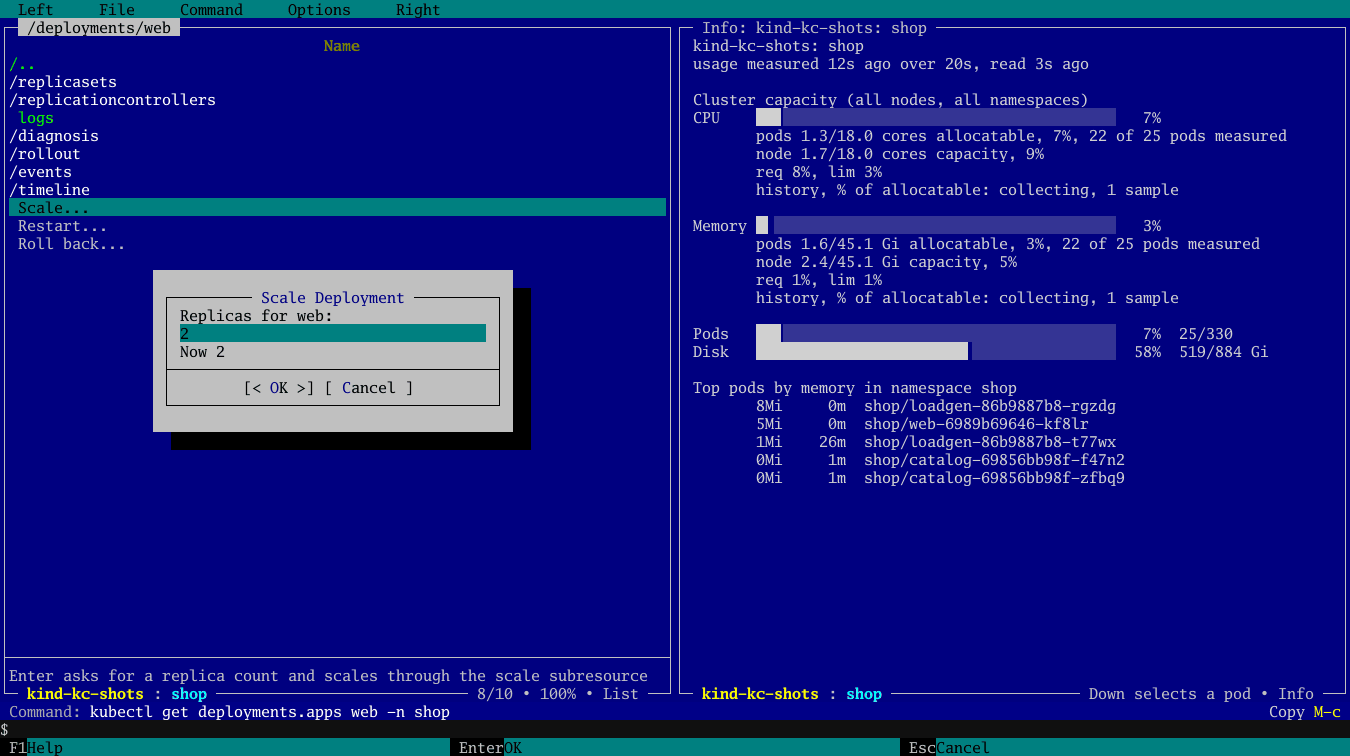 Left File Command Options Right
/deployments/web
Name
/..
/replicasets
/replicationcontrollers
logs
/diagnosis
/rollout
/events
/timeline
Scale...
Restart...
Roll back...
Scale Deployment
Replicas for web:
2
Now 2
[< OK >] [ Cancel ]
Enter asks for a replica count and scales through the scale subresource
kind-kc-shots : shop 8/10 • 100% • List
Info: kind-kc-shots: shop
kind-kc-shots: shop
usage measured 12s ago over 20s, read 3s ago
Cluster capacity (all nodes, all namespaces)
CPU 7%
pods 1.3/18.0 cores allocatable, 7%, 22 of 25 pods measured
node 1.7/18.0 cores capacity, 9%
req 8%, lim 3%
history, % of allocatable: collecting, 1 sample
Memory 3%
pods 1.6/45.1 Gi allocatable, 3%, 22 of 25 pods measured
node 2.4/45.1 Gi capacity, 5%
req 1%, lim 1%
history, % of allocatable: collecting, 1 sample
Pods 7% 25/330
Disk 58% 519/884 Gi
Top pods by memory in namespace shop
8Mi 0m shop/loadgen-86b9887b8-rgzdg
5Mi 0m shop/web-6989b69646-kf8lr
1Mi 26m shop/loadgen-86b9887b8-t77wx
0Mi 1m shop/catalog-69856bb98f-f47n2
0Mi 1m shop/catalog-69856bb98f-zfbq9
kind-kc-shots : shop Down selects a pod • Info
Command: kubectl get deployments.apps web -n shop Copy M-c
$
F1Help EnterOK EscCancel